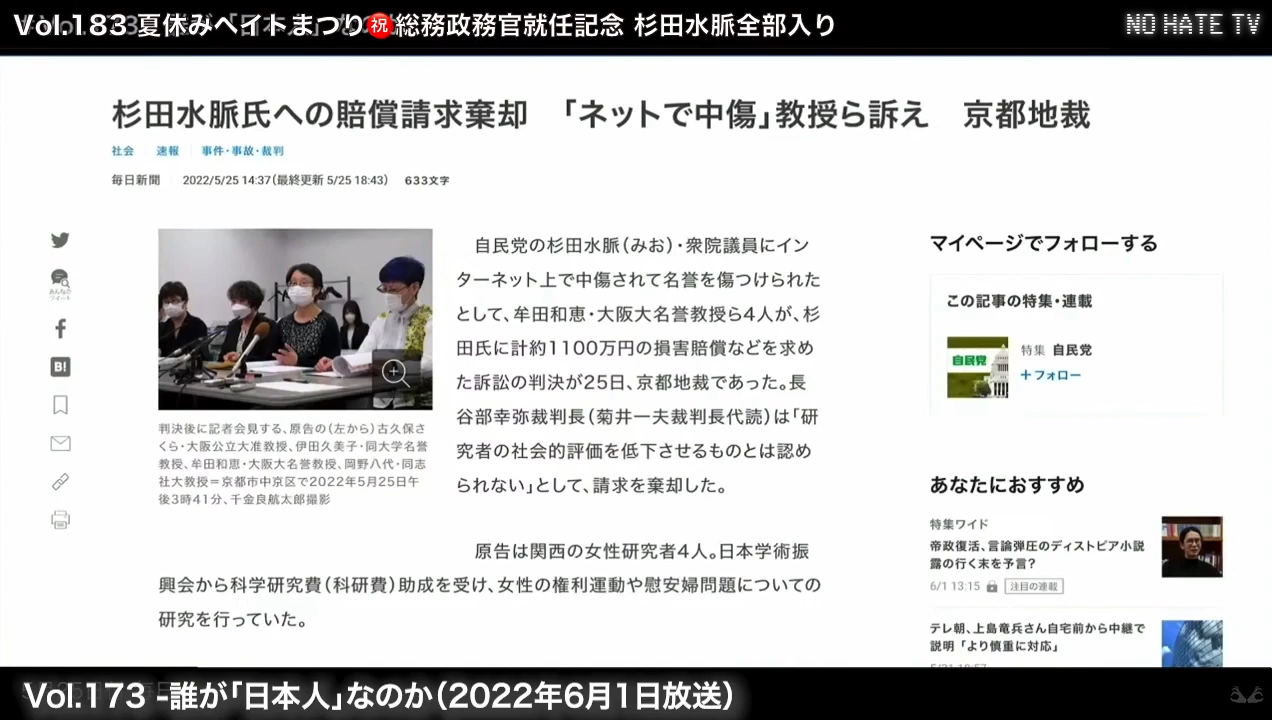 Vol.183 夏休みヘイトまつり㊗総務政務官就任記念 杉田水脈全部入り
NO HATE TV
杉田水脈氏への賠償請求棄却 「ネットで中傷」教授ら訴え 京都地裁
社会 速報 事件・事故・裁判
毎日新聞 2022/5/25 14:37(最終更新 5/25 18:43) 633文字
みんなの
ツイート
B!
自民党の杉田水脈(みお)・衆院議員にイン
ターネット上で中傷されて名誉を傷つけられた
として、牟田和恵・大阪大名誉教授ら4人が、杉
田氏に計約1100万円の損害賠償などを求め
た訴訟の判決が25日、京都地裁であった。長
谷部幸弥裁判長(菊井一夫裁判長代読)は「研
究者の社会的評価を低下させるものとは認め
られない」として、請求を棄却した。
判決後に記者会見する、原告の(左から)古久保さ
くら・大阪公立大准教授、伊田久美子・同大学名誉
教授、牟田和恵・大阪大名誉教授、岡野八代・同志
社大教授=京都市中京区で2022年5月25日午
後3時41分、千金良航太郎撮影
原告は関西の女性研究者4人。日本学術振
興会から科学研究費(科研費)助成を受け、女性の権利運動や慰安婦問題についての
研究を行っていた。
マイページでフォローする
この記事の特集・連載
自民党
特集 自民党
+フォロー
あなたにおすすめ
特集ワイド
帝政復活、言論弾圧のディストピア小説
露の行く末を予言?
6/1 13:15 注目の連載
テレ朝、上島竜兵さん自宅前から中継で
説明「より慎重に対応」
Vol.173 -誰が「日本人」なのか(2022年6月1日放送)